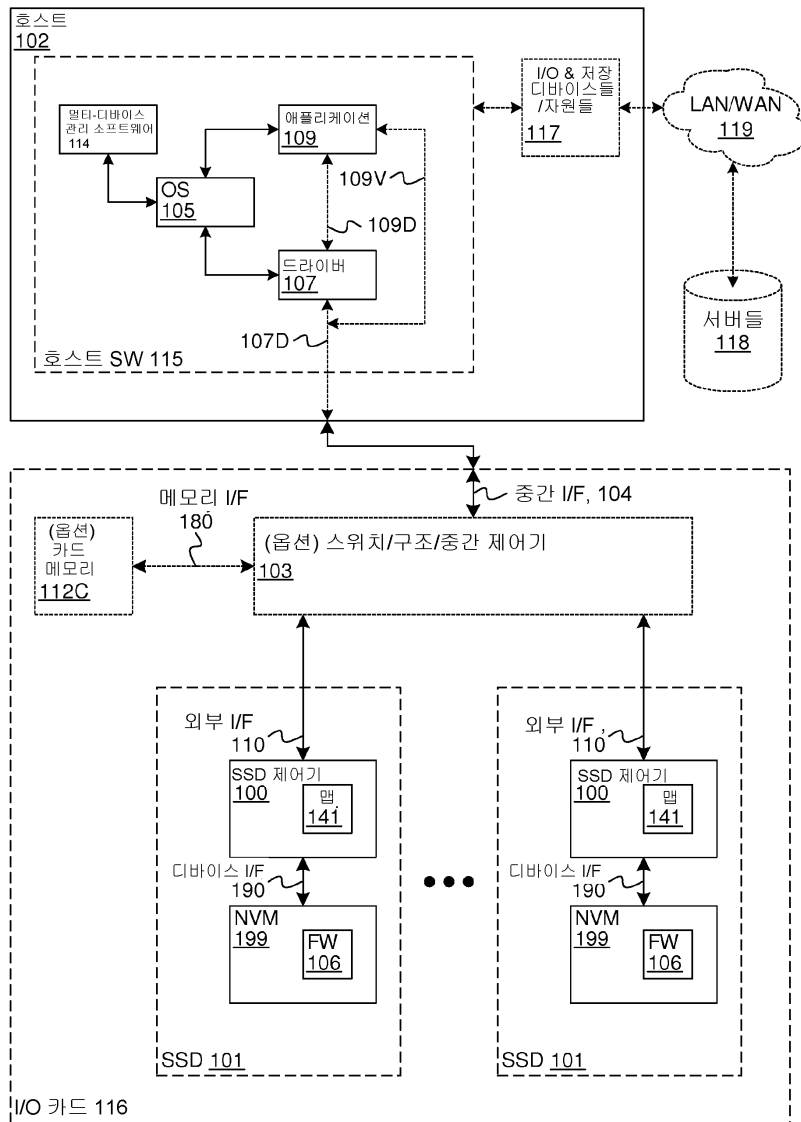 호스트
102
멀티-디바이스
관리 소프트웨어
114
애플리케이션
109
OS
105
109V
109D
드라이버
107
107D
호스트 SW 115
I/O & 저장
디바이스들
/자원들
117
LAN/WAN
119
서버들
118
중간 I/F, 104
메모리 I/F
180
(옵션)
카드
메모리
112C
(옵션) 스위치/구조/중간 제어기
103
외부 I/F
110
SSD 제어기
100
맵
141
디바이스 I/F
190
NVM
199
FW
106
SSD 101
외부 I/F,
110
SSD 제어기
100
맵
141
디바이스 I/F
190
NVM
199
FW
106
SSD 101
I/O 카드 116